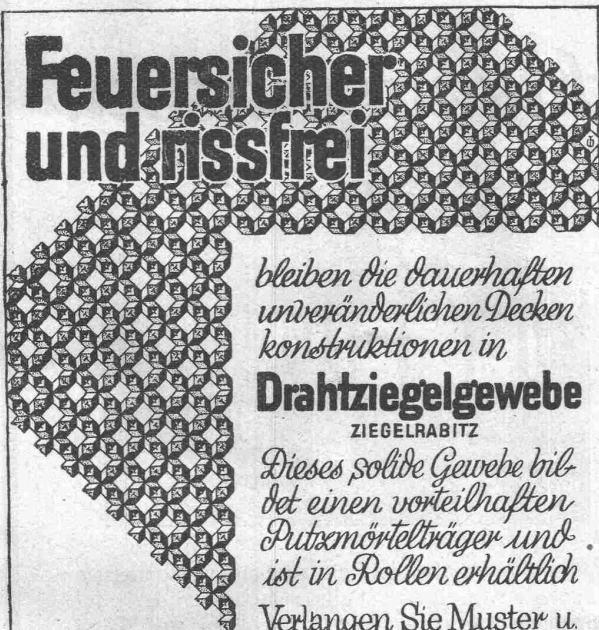 Feuersicher
und rissfrei
bleiben die dauerhaften
unveränderlichen Decken
konstruktionen in
Drahtziegelgewebe
ZIEGELRABITZ
Dieses solide Gewebe bil-
det einen vorteilhaften
Putzmörtelträger und
ist in Rollen erhältlich
Verlangen Sie Muster u.